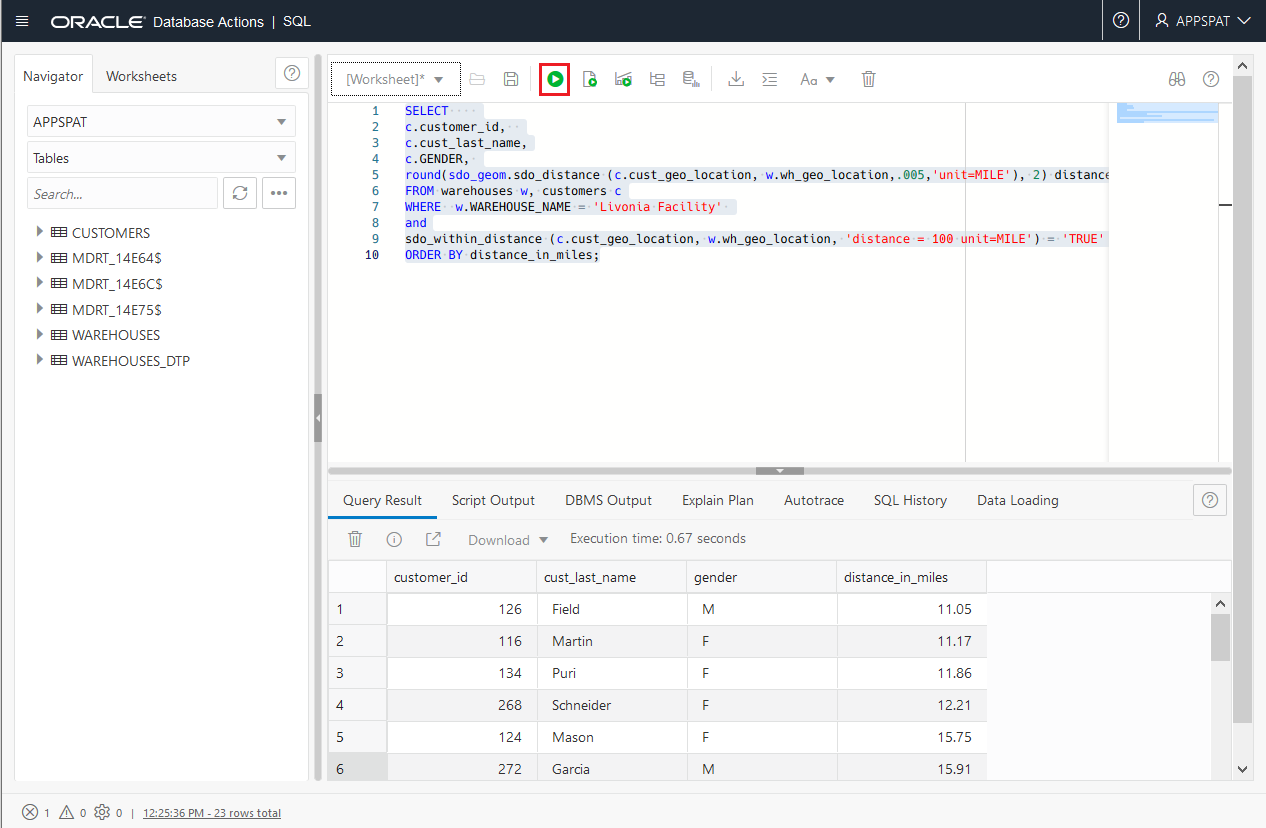 ORACLE Database Actions | SQL
APPSPAT
Navigator
Worksheets
APPSPAT
Tables
Search...
CUSTOMERS
MDRT_14E64$
MDRT_14E6C$
MDRT_14E75$
WAREHOUSES
WAREHOUSES_DTP
[Worksheet]*
Aa
1 SELECT
2 c.customer_id,
3 c.cust_last_name,
4 c.GENDER,
5 round(sdo_geom.sdo_distance (c.cust_geo_location, w.wh_geo_location,.005,'unit=MILE'), 2) distance
6 FROM warehouses w, customers c
7 WHERE w.WAREHOUSE_NAME = 'Livonia Facility'
8 and
9 sdo_within_distance (c.cust_geo_location, w.wh_geo_location, 'distance = 100 unit=MILE') = 'TRUE'
10 ORDER BY distance_in_miles;
Query Result Script Output DBMS Output Explain Plan Autotrace SQL History Data Loading
Download Execution time: 0.67 seconds
customer_id cust_last_name gender distance_in_miles
1 126 Field M 11.05
2 116 Martin F 11.17
3 134 Puri F 11.86
4 268 Schneider F 12.21
5 124 Mason F 15.75
6 272 Garcia M 15.91
1 0 0 | 12:25:36 PM - 23 rows total